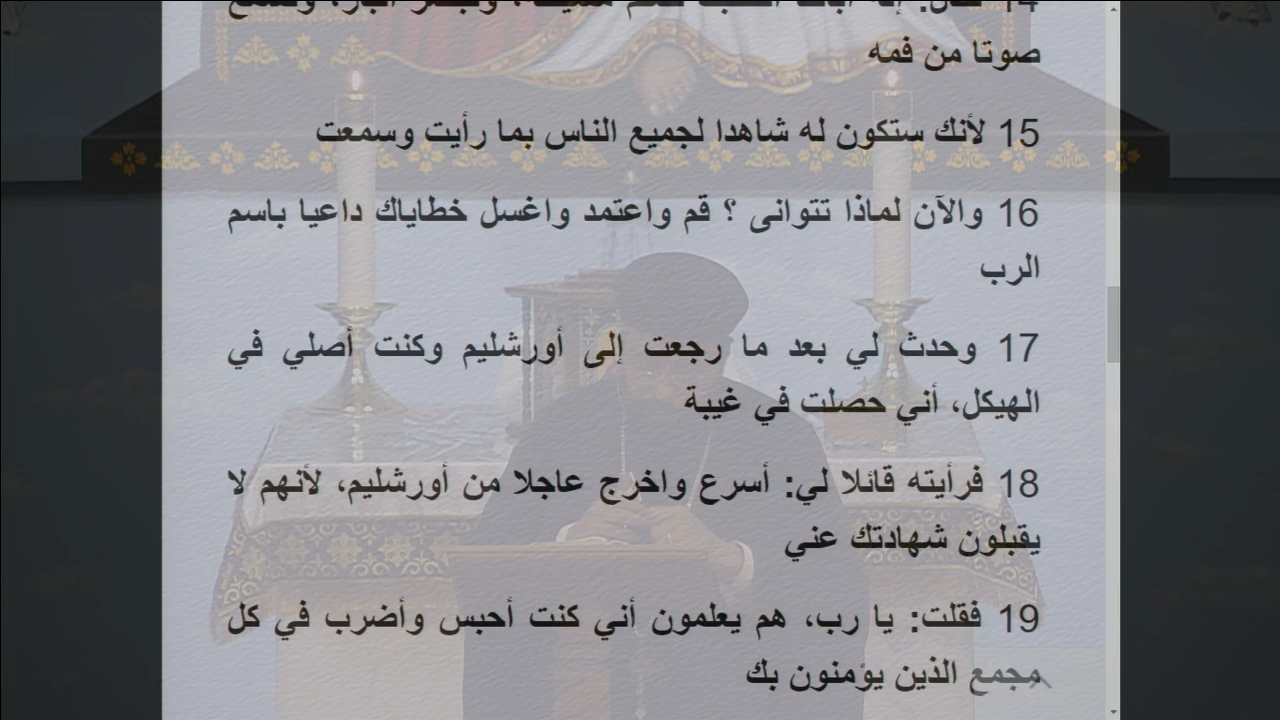 صوتا من فمه
15 لأنك ستكون له شاهدا لجميع الناس بما رأيت وسمعت
16 والآن لماذا تتوانى ؟ قم واعتمد واغسل خطاياك داعيا باسم
الرب
17 وحدث لي بعد ما رجعت إلى أورشليم وكنت أصلي في
الهيكل، أني حصلت في غيبة
18 فرأيته قائلا لي: أسرع واخرج عاجلا من أورشليم، لأنهم لا
يقبلون شهادتك عني
19 فقلت: يا رب، هم يعلمون أني كنت أحبس وأضرب في كل
مجمع الذين يؤمنون بك